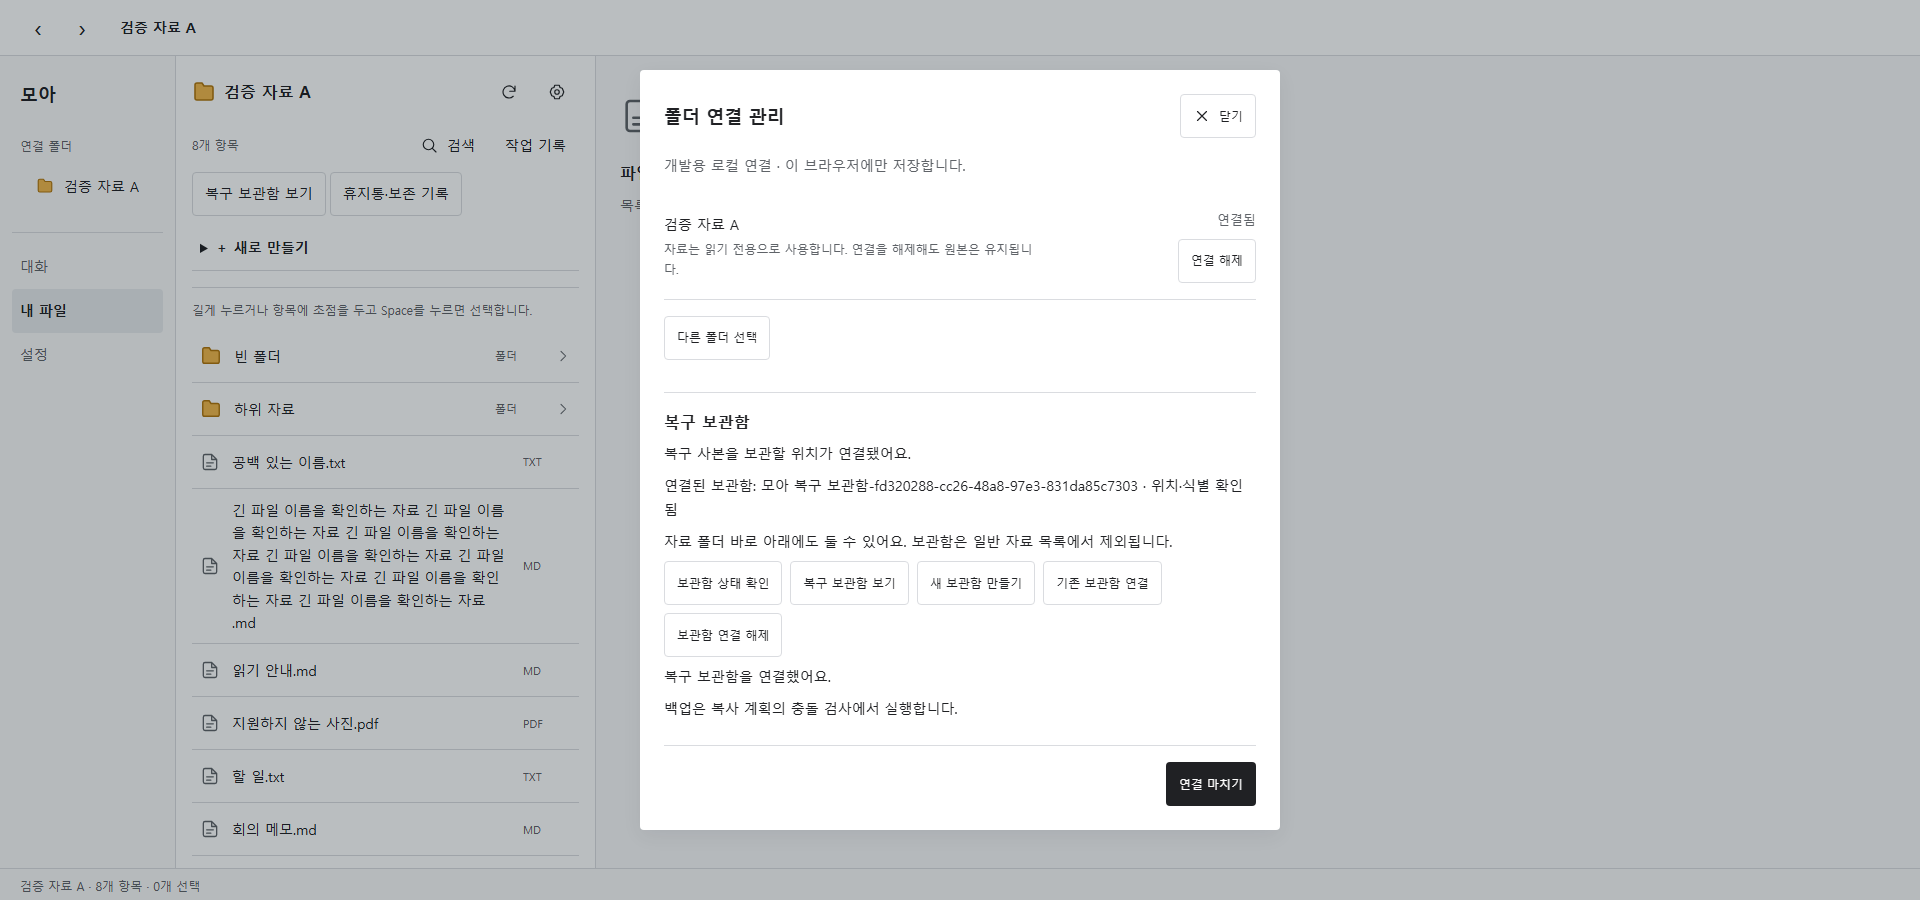 검증 자료 A
모아
연결 폴더
검증 자료 A
대화
내 파일
설정
검증 자료 A
8개 항목
검색
작업 기록
복구 보관함 보기
휴지통·보존 기록
+ 새로 만들기
길게 누르거나 항목에 초점을 두고 Space를 누르면 선택합니다.
빈 폴더
폴더
하위 자료
폴더
공백 있는 이름.txt
TXT
긴 파일 이름을 확인하는 자료 긴 파일 이름
을 확인하는 자료 긴 파일 이름을 확인하는
자료 긴 파일 이름을 확인하는 자료 긴 파일
이름을 확인하는 자료 긴 파일 이름을 확인
하는 자료 긴 파일 이름을 확인하는 자료
.md
MD
읽기 안내.md
MD
지원하지 않는 사진.pdf
PDF
할 일.txt
TXT
회의 메모.md
MD
폴더 연결 관리
닫기
개발용 로컬 연결 · 이 브라우저에만 저장합니다.
검증 자료 A
연결됨
자료는 읽기 전용으로 사용합니다. 연결을 해제해도 원본은 유지됩니
다.
연결 해제
다른 폴더 선택
복구 보관함
복구 사본을 보관할 위치가 연결됐어요.
연결된 보관함: 모아 복구 보관함-fd320288-cc26-48a8-97e3-831da85c7303 · 위치·식별 확인
됨
자료 폴더 바로 아래에도 둘 수 있어요. 보관함은 일반 자료 목록에서 제외됩니다.
보관함 상태 확인
복구 보관함 보기
새 보관함 만들기
기존 보관함 연결
보관함 연결 해제
복구 보관함을 연결했어요.
백업은 복사 계획의 충돌 검사에서 실행합니다.
연결 마치기
검증 자료 A · 8개 항목 · 0개 선택